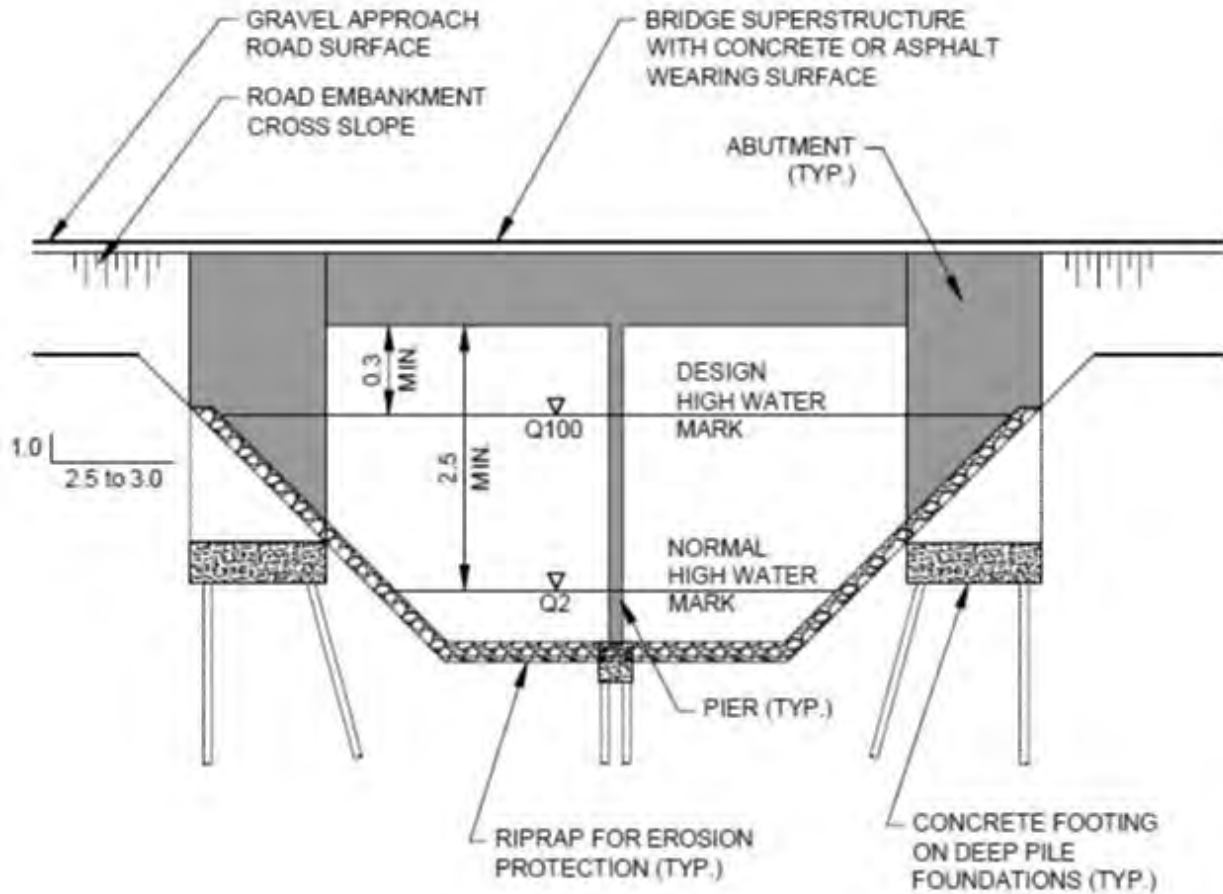 GRAVEL APPROACH
ROAD SURFACE
BRIDGE SUPERSTRUCTURE
WITH CONCRETE OR ASPHALT
WEARING SURFACE
ROAD EMBANKMENT
CROSS SLOPE
ABUTMENT
(TYP.)
0.3
MIN.
DESIGN
HIGH WATER
MARK
Q100
1.0
2.5 to 3.0
2.5
MIN.
NORMAL
HIGH WATER
MARK
Q2
PIER (TYP.)
RIPRAP FOR EROSION
PROTECTION (TYP.)
CONCRETE FOOTING
ON DEEP PILE
FOUNDATIONS (TYP.)